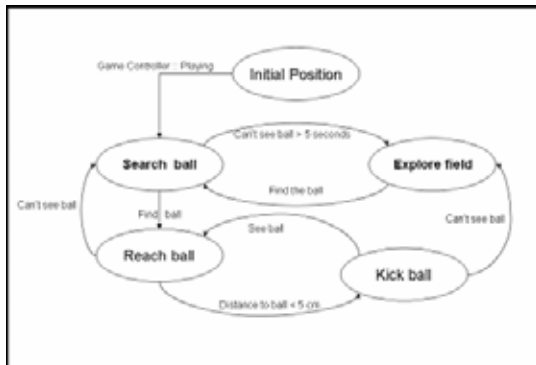 Game Controller :: Playing
Initial Position
Can't see ball > 5 seconds
Search ball
Explore field
Find the ball
Can't see ball
Find ball
See ball
Can't see ball
Reach ball
Kick ball
Distance to ball < 5 cm